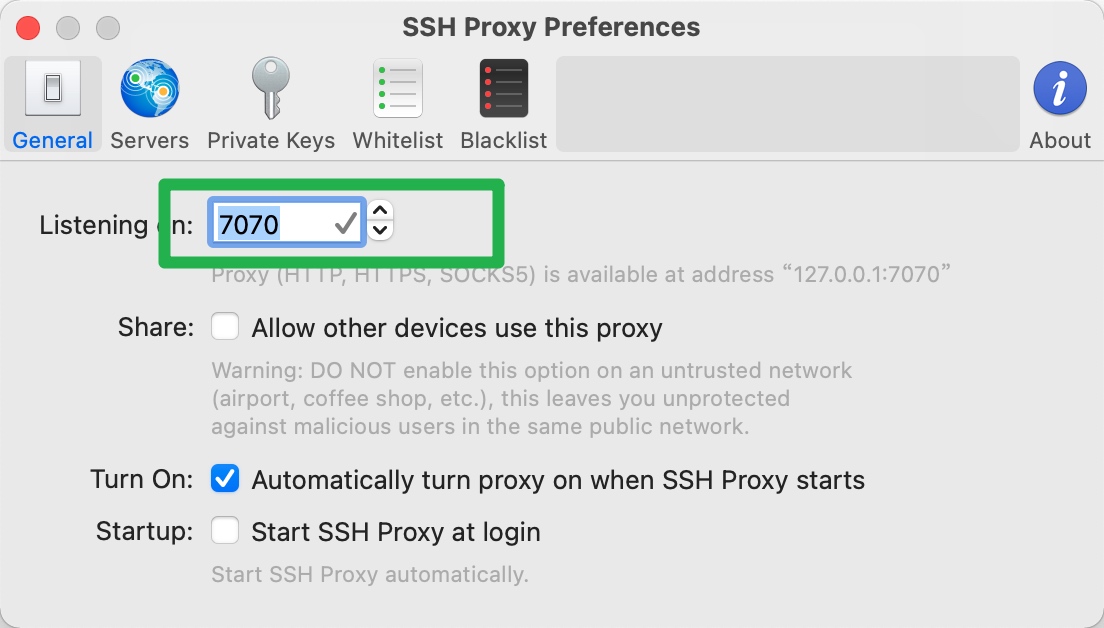 SSH Proxy Preferences
General Servers Private Keys Whitelist Blacklist About
Listening on: 7070
Proxy (HTTP, HTTPS, SOCKS5) is available at address “127.0.0.1:7070”
Share: Allow other devices use this proxy
Warning: DO NOT enable this option on an untrusted network
(airport, coffee shop, etc.), this leaves you unprotected
against malicious users in the same public network.
Turn On: Automatically turn proxy on when SSH Proxy starts
Startup: Start SSH Proxy at login
Start SSH Proxy automatically.